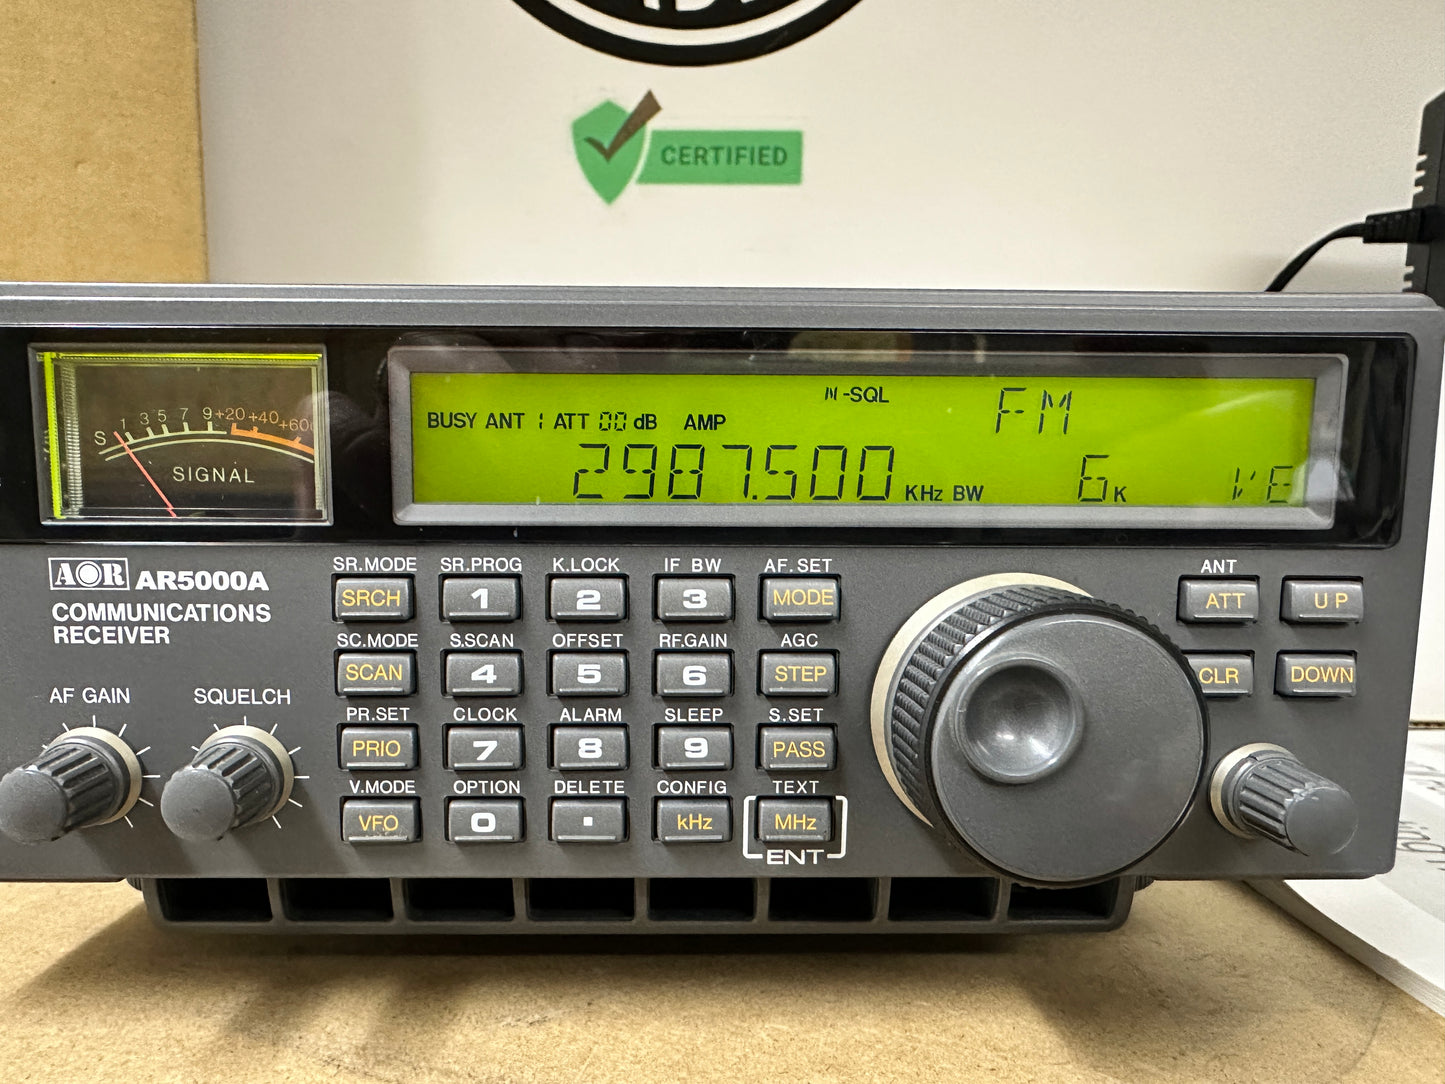 CERTIFIED
N-SQL
FM
BUSY ANT 1 ATT 00 dB AMP
2987.500 KHz BW 6K VE
S 1 3 5 7 9 +20 +40 +60
SIGNAL
AOR AR5000A
COMMUNICATIONS
RECEIVER
AF GAIN SQUELCH
SR.MODE SR.PROG K.LOCK IF BW AF.SET
SRCH 1 2 3 MODE
SC.MODE S.SCAN OFFSET RF.GAIN AGC
SCAN 4 5 6 STEP
PR.SET CLOCK ALARM SLEEP S.SET
PRIO 7 8 9 PASS
V.MODE OPTION DELETE CONFIG TEXT
VFO 0 . kHz MHz
ENT
ANT
ATT UP
CLR DOWN